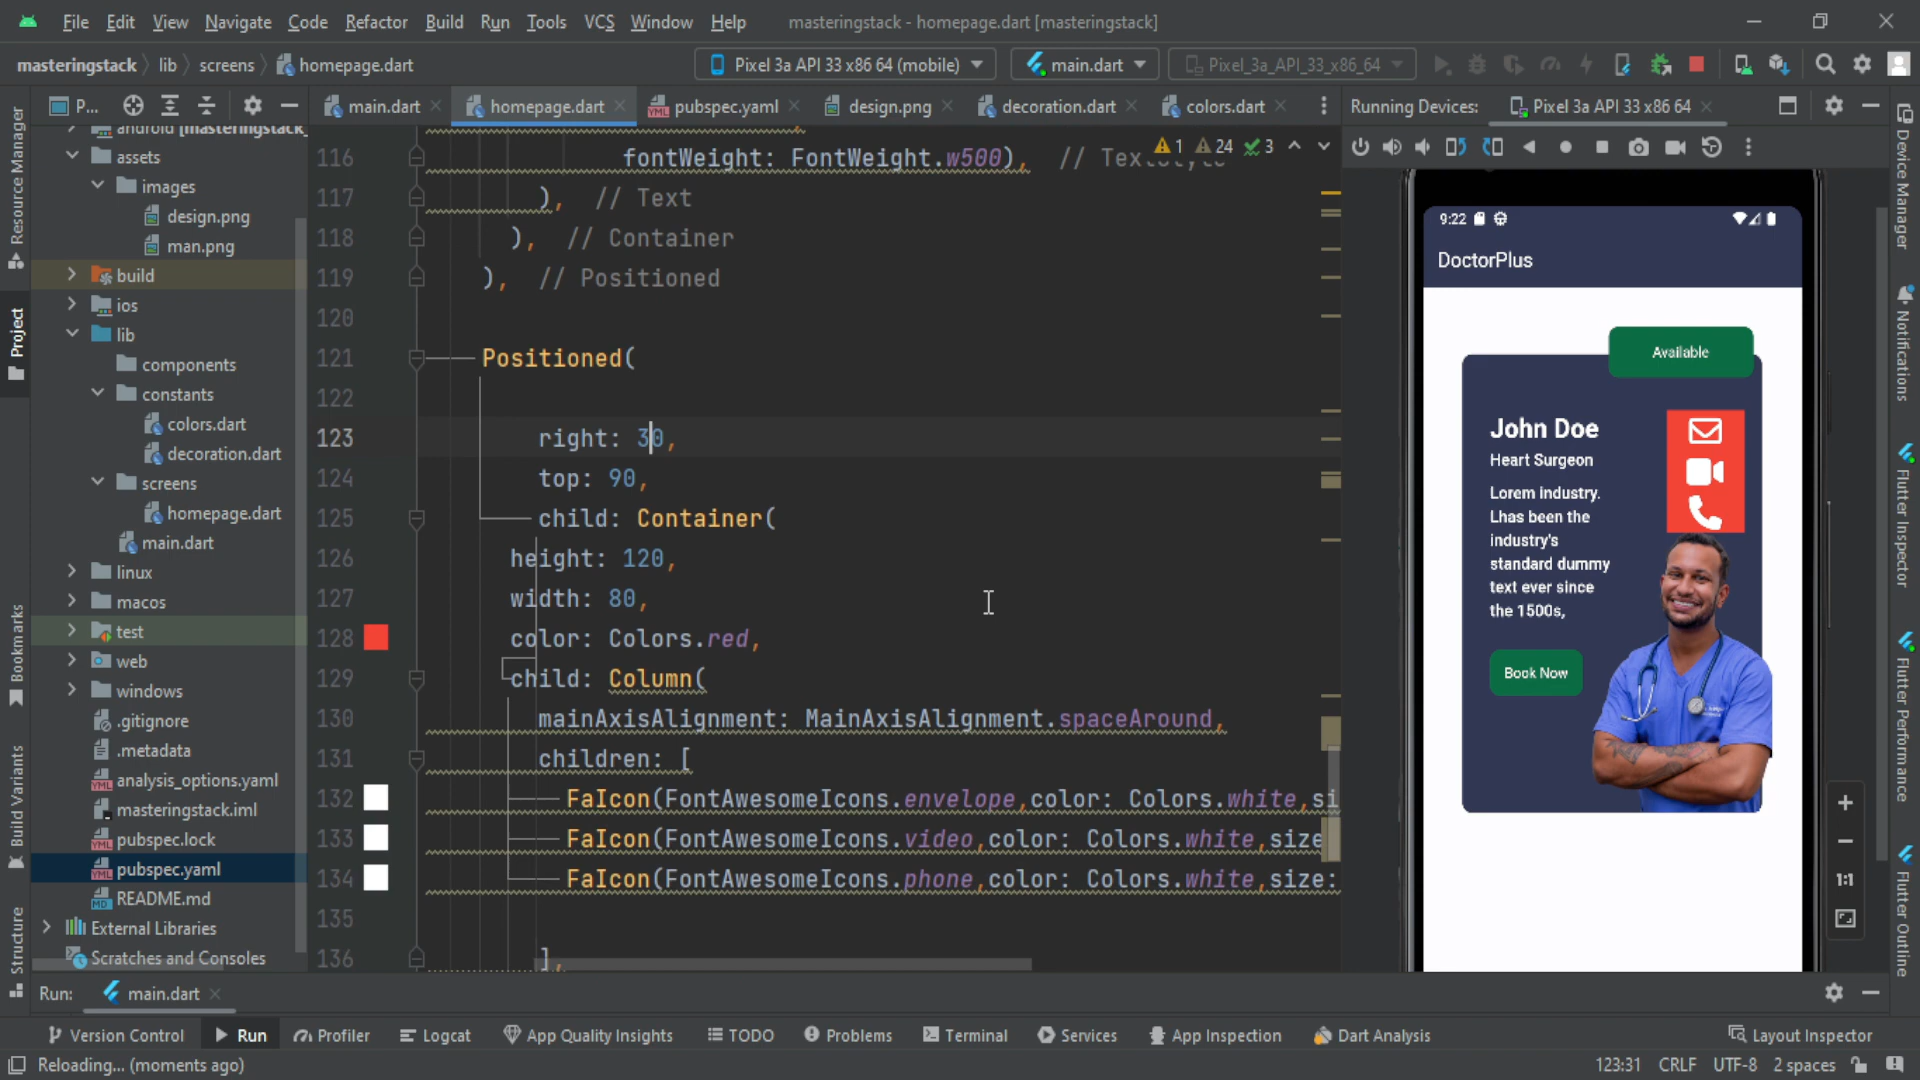 File Edit View Navigate Code Refactor Build Run Tools VCS Window Help masteringstack - homepage.dart [masteringstack]
masteringstack lib screens homepage.dart Pixel 3a API 33 x86 64 (mobile) main.dart Pixel_3a_API_33_x86_64
P... main.dart homepage.dart pubspec.yaml design.png decoration.dart colors.dart Running Devices: Pixel 3a API 33 x86 64
android [masteringstack_
assets
images
design.png
man.png
build
ios
lib
components
constants
colors.dart
decoration.dart
screens
homepage.dart
main.dart
linux
macos
test
web
windows
.gitignore
.metadata
analysis_options.yaml
masteringstack.iml
pubspec.lock
pubspec.yaml
README.md
External Libraries
Scratches and Consoles
Resource Manager
Project
Bookmarks
Build Variants
Structure
1 24 3
116 fontWeight: FontWeight.w500), // TextStyle
117 ), // Text
118 ), // Container
119 ), // Positioned
120
121 Positioned(
122
123 right: 30,
124 top: 90,
125 child: Container(
126 height: 120,
127 width: 80,
128 color: Colors.red,
129 child: Column(
130 mainAxisAlignment: MainAxisAlignment.spaceAround,
131 children: [
132 FaIcon(FontAwesomeIcons.envelope,color: Colors.white,si
133 FaIcon(FontAwesomeIcons.video,color: Colors.white,size
134 FaIcon(FontAwesomeIcons.phone,color: Colors.white,size:
135
136 ],
9:22
DoctorPlus
Available
John Doe
Heart Surgeon
Lorem industry.
Lhas been the
industry's
standard dummy
text ever since
the 1500s,
Book Now
1:1
Device Manager
Notifications
Flutter Inspector
Flutter Performance
Flutter Outline
Run: main.dart
Version Control Run Profiler Logcat App Quality Insights TODO Problems Terminal Services App Inspection Dart Analysis Layout Inspector
Reloading... (moments ago) 123:31 CRLF UTF-8 2 spaces